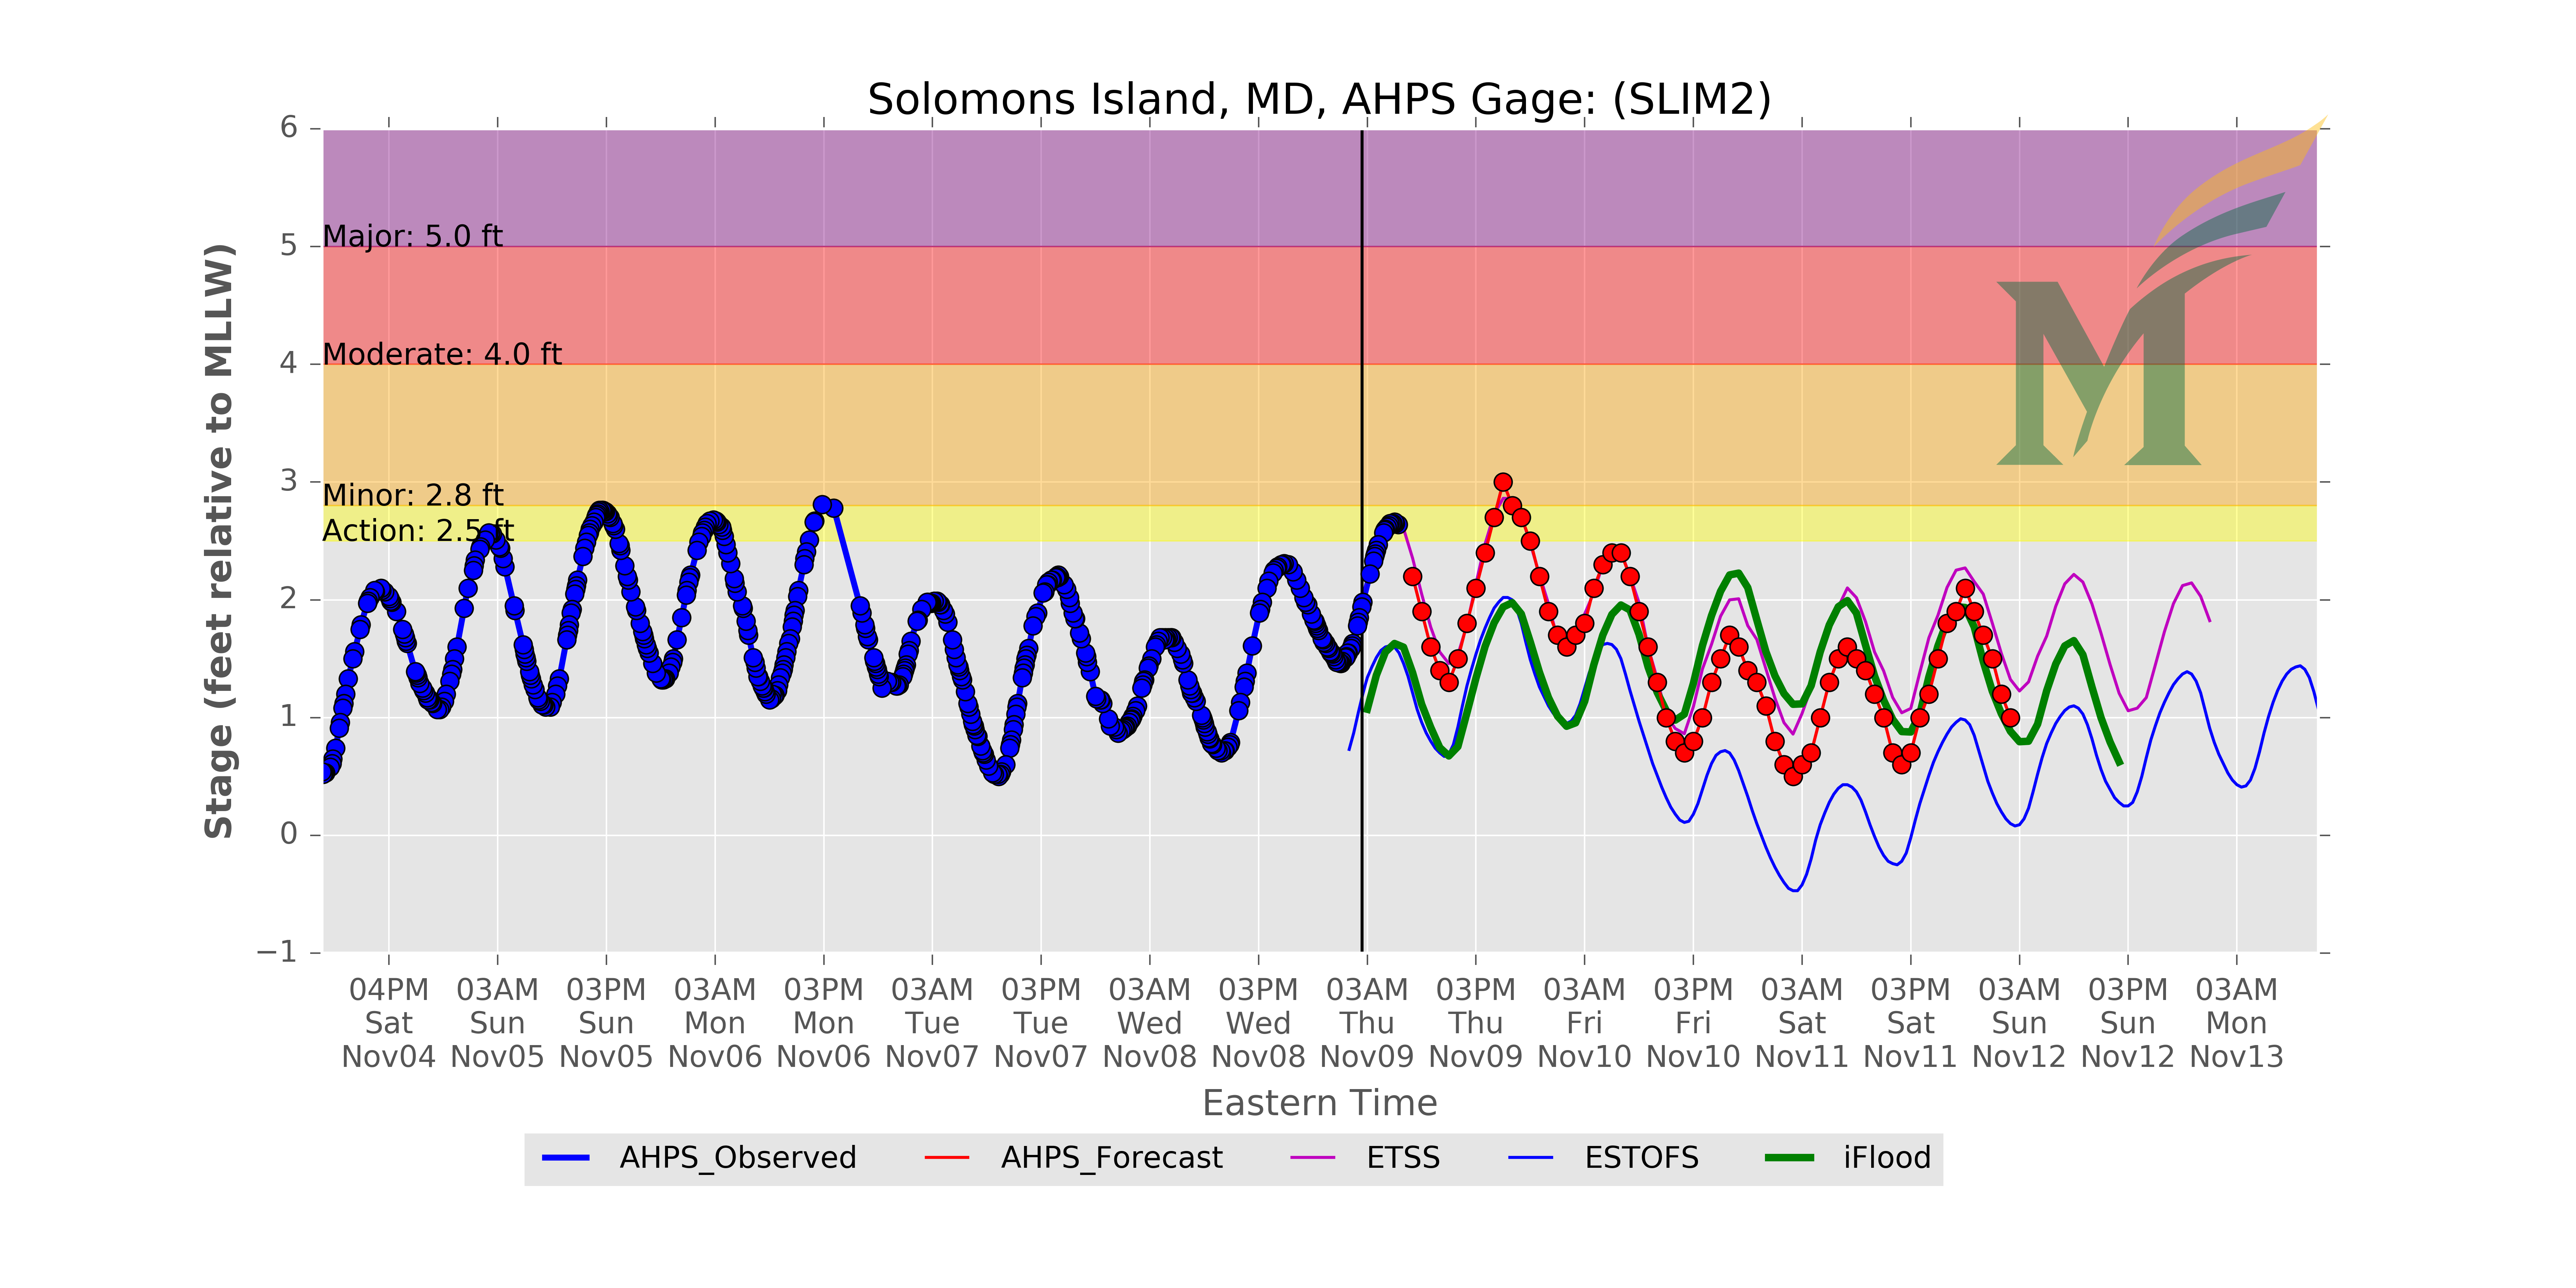 Solomons Island, MD, AHPS Gage: (SLIM2)
Stage (feet relative to MLLW)
6
5
4
3
2
1
0
−1
Major: 5.0 ft
Moderate: 4.0 ft
Minor: 2.8 ft
Action: 2.5 ft
M
04PM 03AM 03PM 03AM 03PM 03AM 03PM 03AM 03PM 03AM 03PM 03AM 03PM 03AM 03PM 03AM 03PM 03AM
Sat Sun Sun Mon Mon Tue Tue Wed Wed Thu Thu Fri Fri Sat Sat Sun Sun Mon
Nov04 Nov05 Nov05 Nov06 Nov06 Nov07 Nov07 Nov08 Nov08 Nov09 Nov09 Nov10 Nov10 Nov11 Nov11 Nov12 Nov12 Nov13
Eastern Time
AHPS_Observed AHPS_Forecast ETSS ESTOFS iFlood